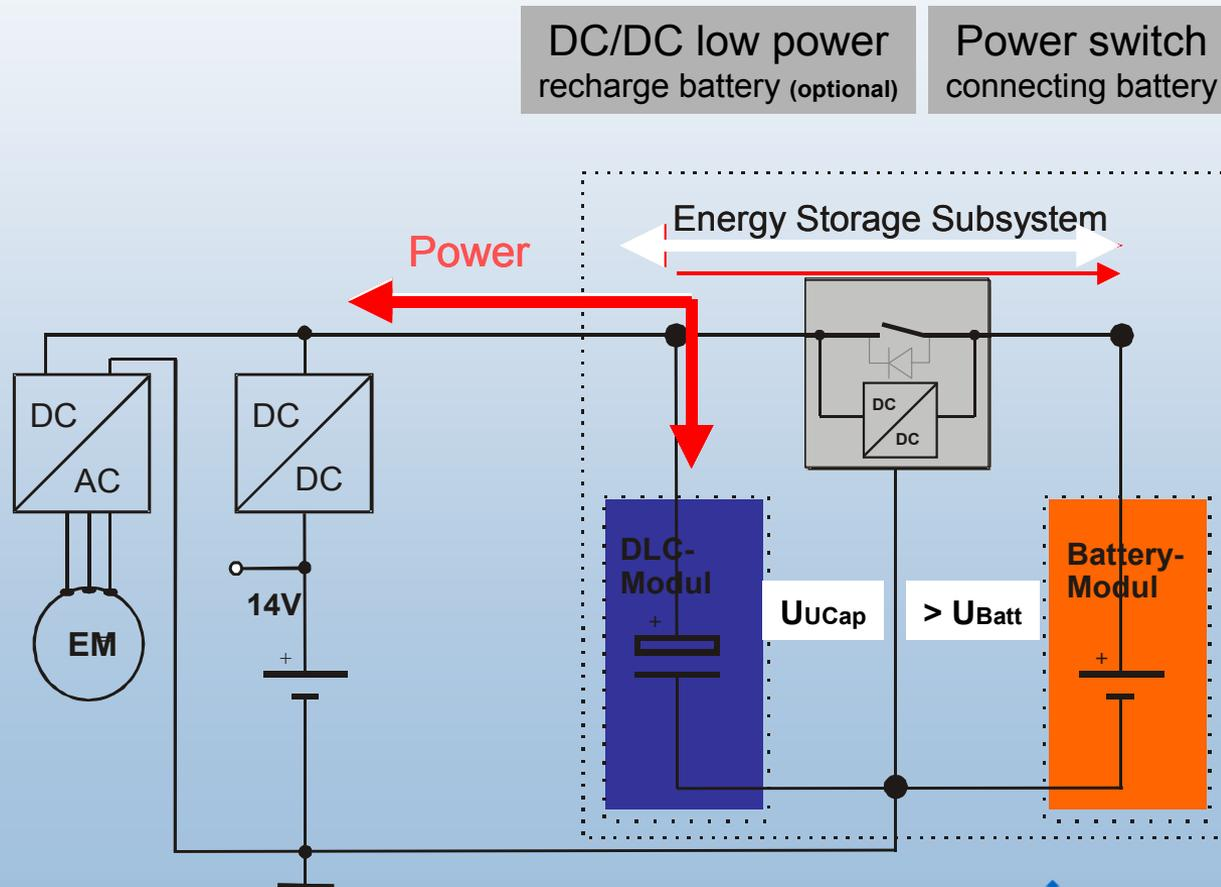 DC/DC low power
recharge battery (optional)
Power switch
connecting battery
Energy Storage Subsystem
Power
DC
AC
DC
DC
DC
DC
14V
EM
+
DLC-
Modul
+
UUCap
> UBatt
Battery-
Modul
+